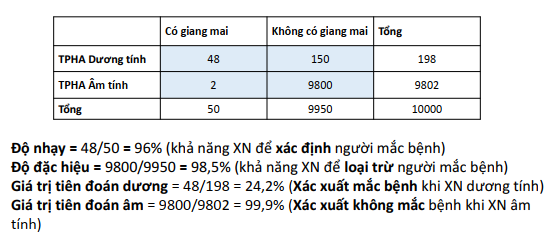 Có giang mai Không có giang mai Tổng
TPHA Dương tính 48 150 198
TPHA Âm tính 2 9800 9802
Tổng 50 9950 10000
Độ nhạy = 48/50 = 96% (khả năng XN để xác định người mắc bệnh)
Độ đặc hiệu = 9800/9950 = 98,5% (khả năng XN để loại trừ người mắc bệnh)
Giá trị tiên đoán dương = 48/198 = 24,2% (Xác xuất mắc bệnh khi XN dương tính)
Giá trị tiên đoán âm = 9800/9802 = 99,9% (Xác xuất không mắc bệnh khi XN âm
tính)